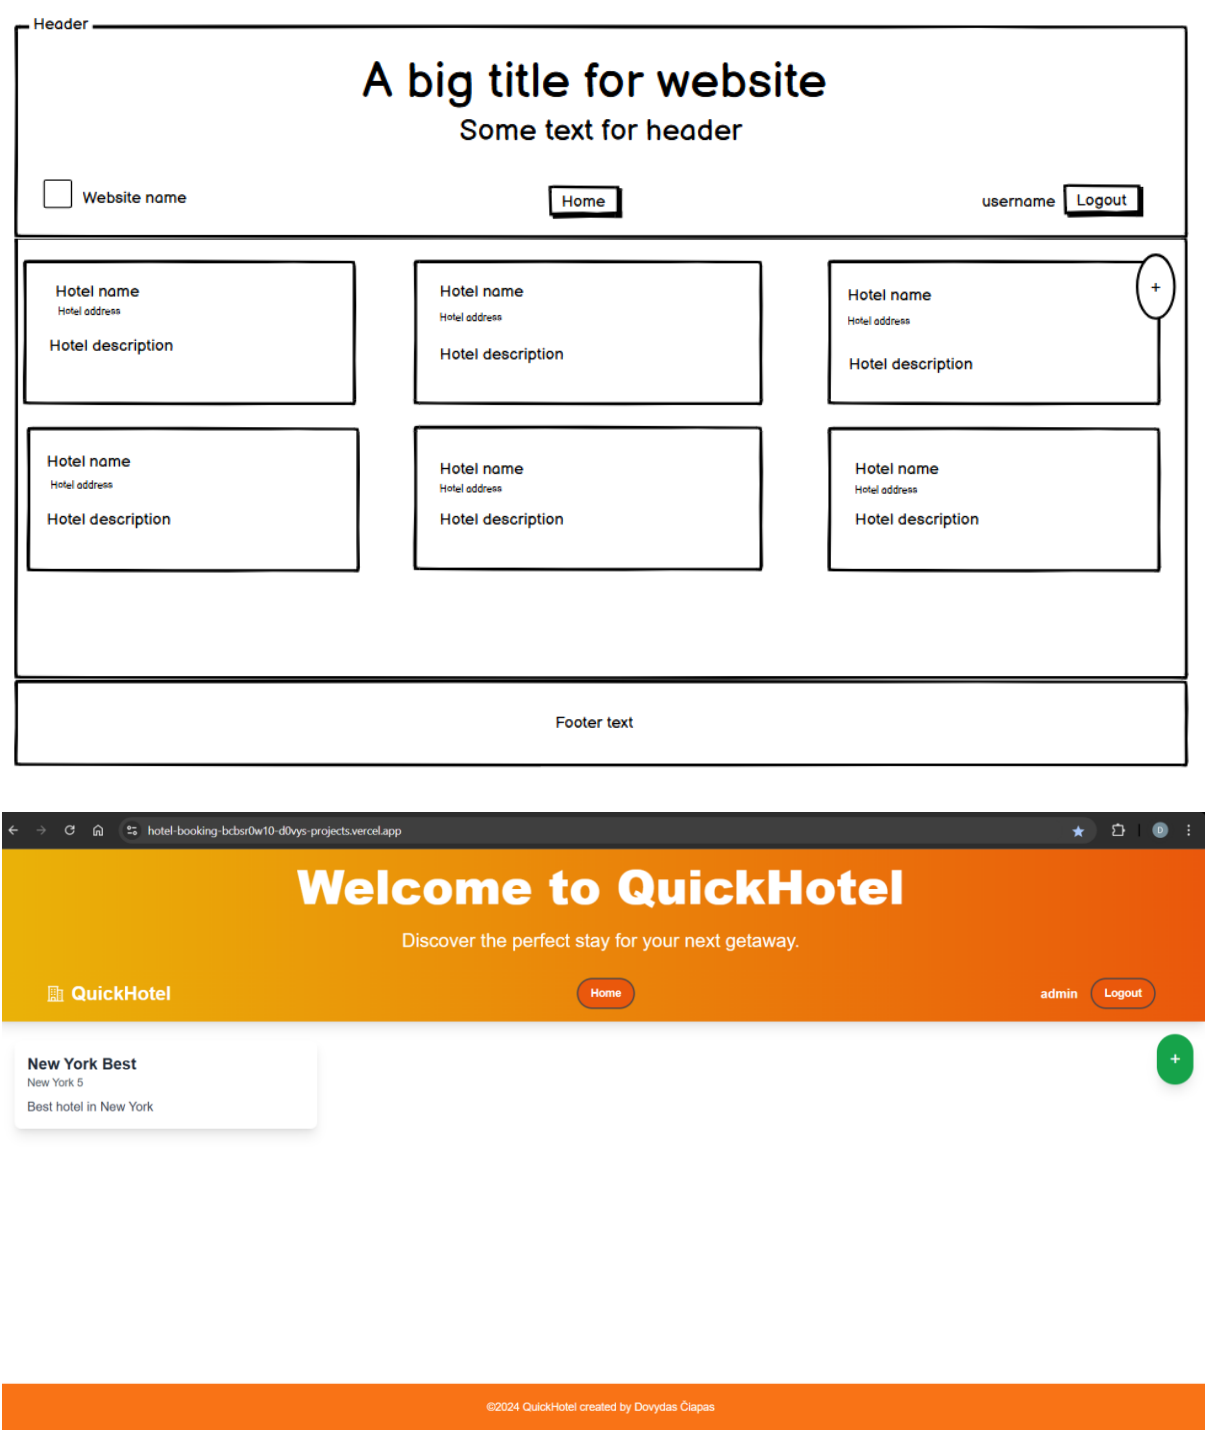 Header
A big title for website
Some text for header
Website name
Home
username
Logout
Hotel name
Hotel address
Hotel description
Hotel name
Hotel address
Hotel description
Hotel name
Hotel address
Hotel description
+
Hotel name
Hotel address
Hotel description
Hotel name
Hotel address
Hotel description
Hotel name
Hotel address
Hotel description
Footer text
hotel-booking-bcbsr0w10-d0vys-projects.vercel.app
D
Welcome to QuickHotel
Discover the perfect stay for your next getaway.
QuickHotel
Home
admin
Logout
New York Best
New York 5
Best hotel in New York
+
©2024 QuickHotel created by Dovydas Čiapas